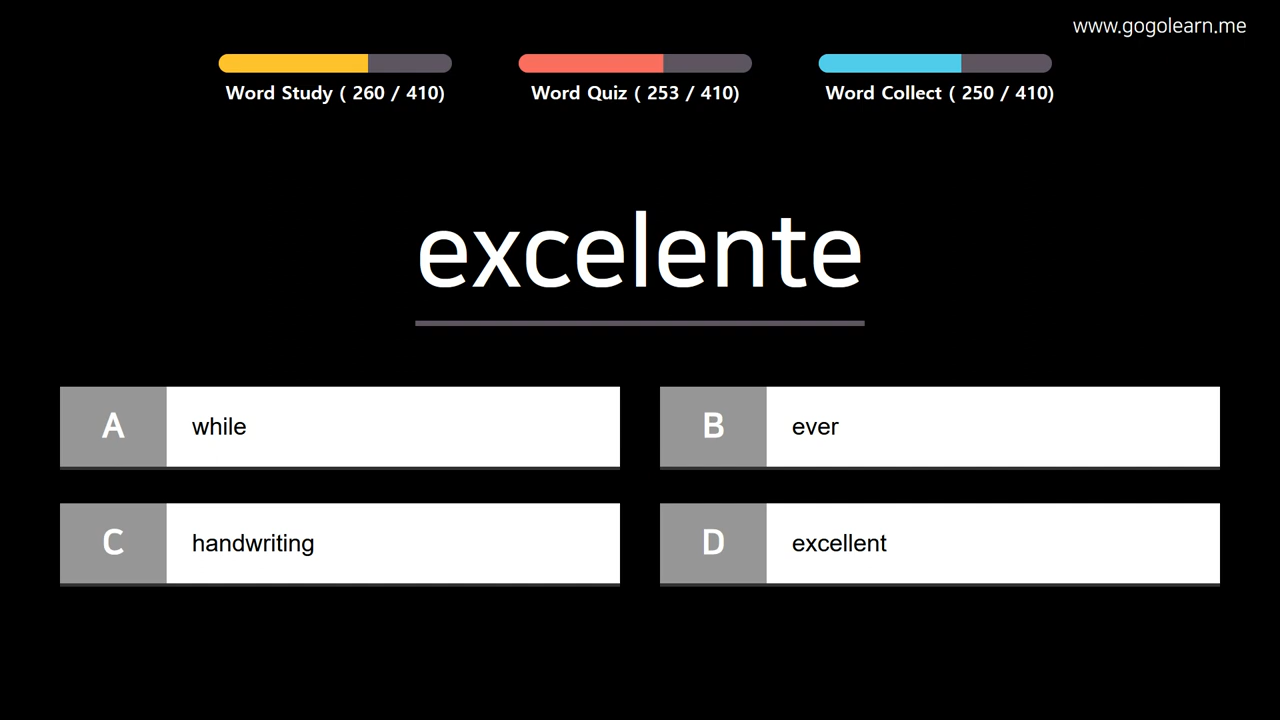 www.gogolearn.me
Word Study ( 260 / 410)
Word Quiz ( 253 / 410)
Word Collect ( 250 / 410)
excelente
A while
B ever
C handwriting
D excellent